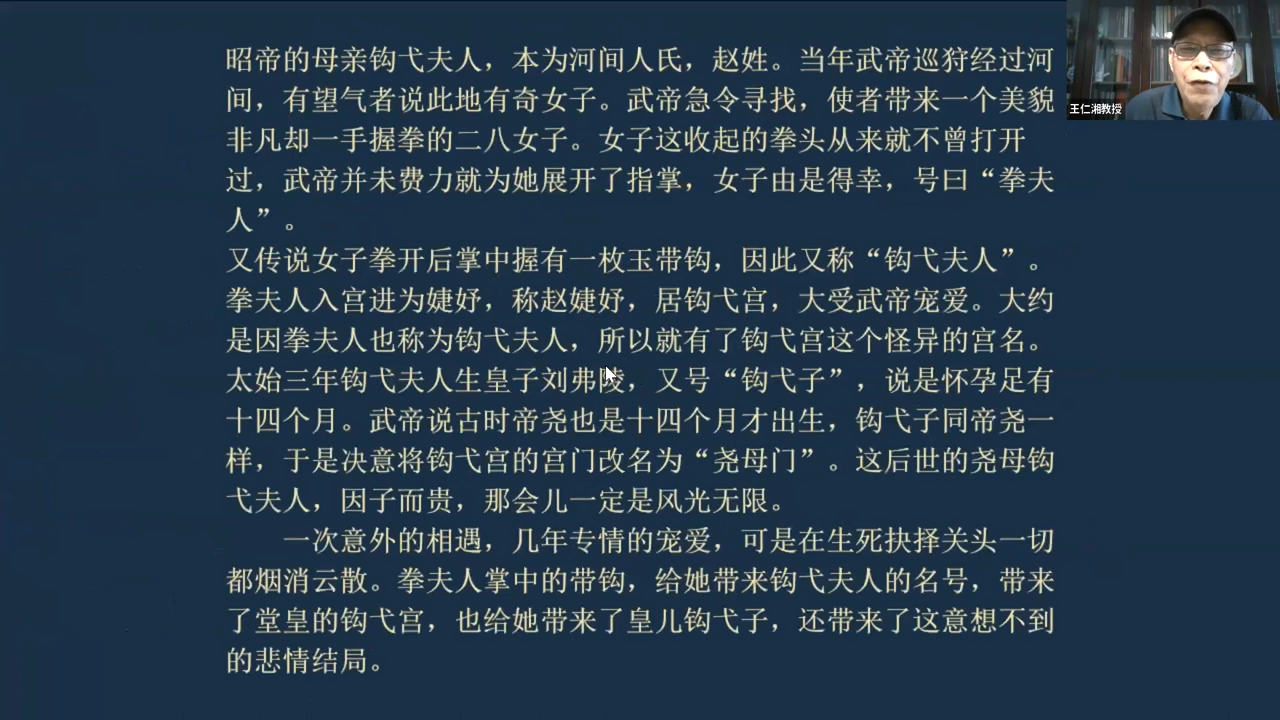 昭帝的母亲钩弋夫人，本为河间人氏，赵姓。当年武帝巡狩经过河
间，有望气者说此地有奇女子。武帝急令寻找，使者带来一个美貌
非凡却一手握拳的二八女子。女子这收起的拳头从来就不曾打开
过，武帝并未费力就为她展开了指掌，女子由是得幸，号曰“拳夫
人”。
又传说女子拳开后掌中握有一枚玉带钩，因此又称“钩弋夫人”。
拳夫人入宫进为婕妤，称赵婕妤，居钩弋宫，大受武帝宠爱。大约
是因拳夫人也称为钩弋夫人，所以就有了钩弋宫这个怪异的宫名。
太始三年钩弋夫人生皇子刘弗陵，又号“钩弋子”，说是怀孕足有
十四个月。武帝说古时帝尧也是十四个月才出生，钩弋子同帝尧一
样，于是决意将钩弋宫的宫门改名为“尧母门”。这后世的尧母钩
弋夫人，因子而贵，那会儿一定是风光无限。
一次意外的相遇，几年专情的宠爱，可是在生死抉择关头一切
都烟消云散。拳夫人掌中的带钩，给她带来钩弋夫人的名号，带来
了堂皇的钩弋宫，也给她带来了皇儿钩弋子，还带来了这意想不到
的悲情结局。
王仁湘教授